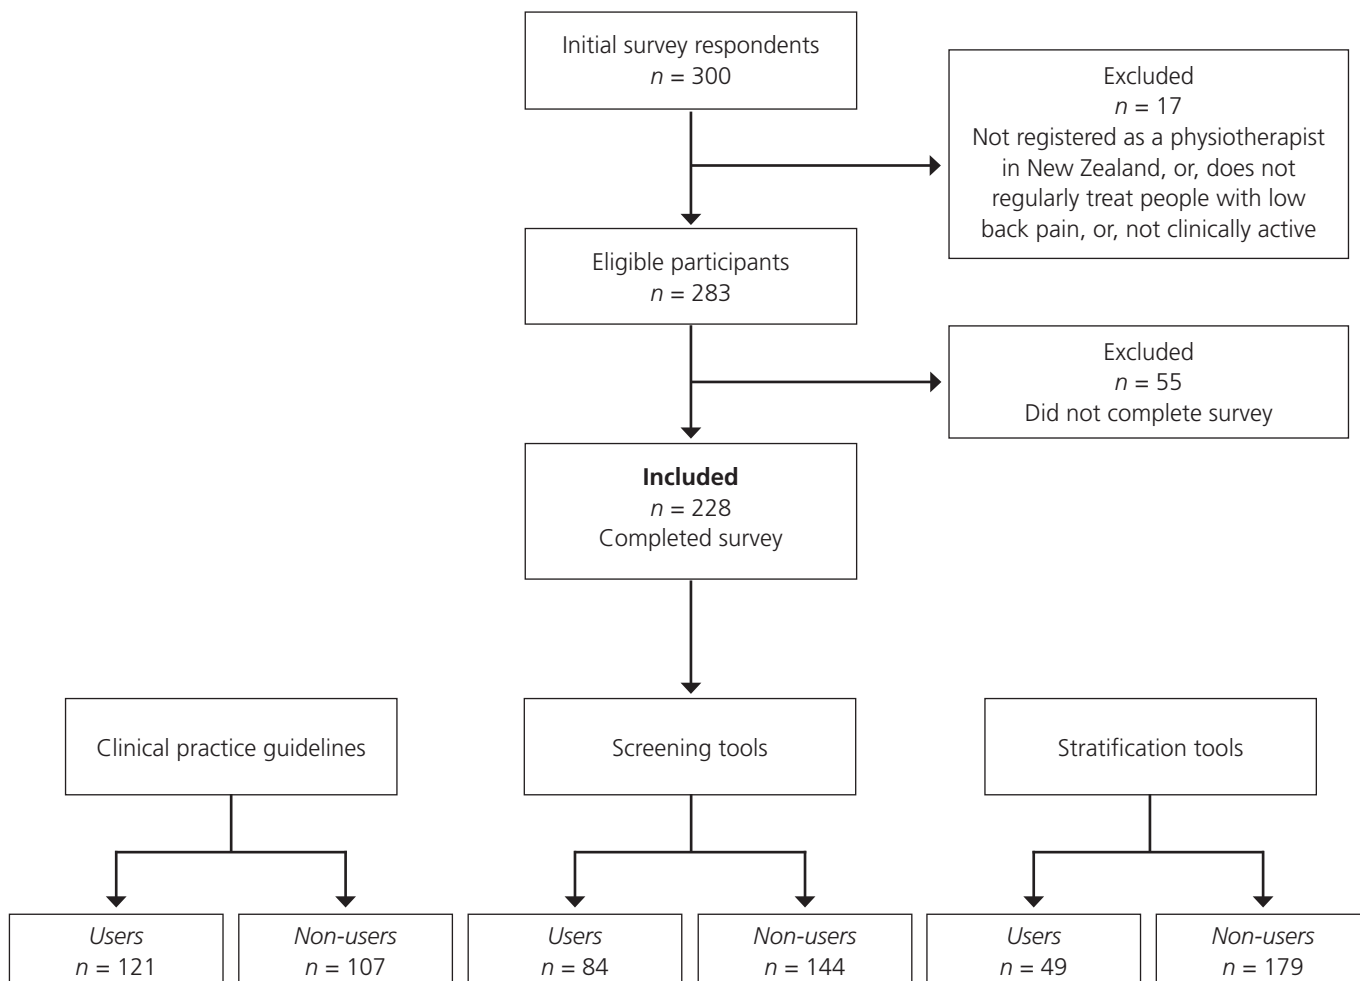 Initial survey respondents
n = 300
Excluded
n = 17
Not registered as a physiotherapist
in New Zealand, or, does not
regularly treat people with low
back pain, or, not clinically active
Eligible participants
n = 283
Excluded
n = 55
Did not complete survey
Included
n = 228
Completed survey
Clinical practice guidelines
Screening tools
Stratification tools
Users
n = 121
Non-users
n = 107
Users
n = 84
Non-users
n = 144
Users
n = 49
Non-users
n = 179